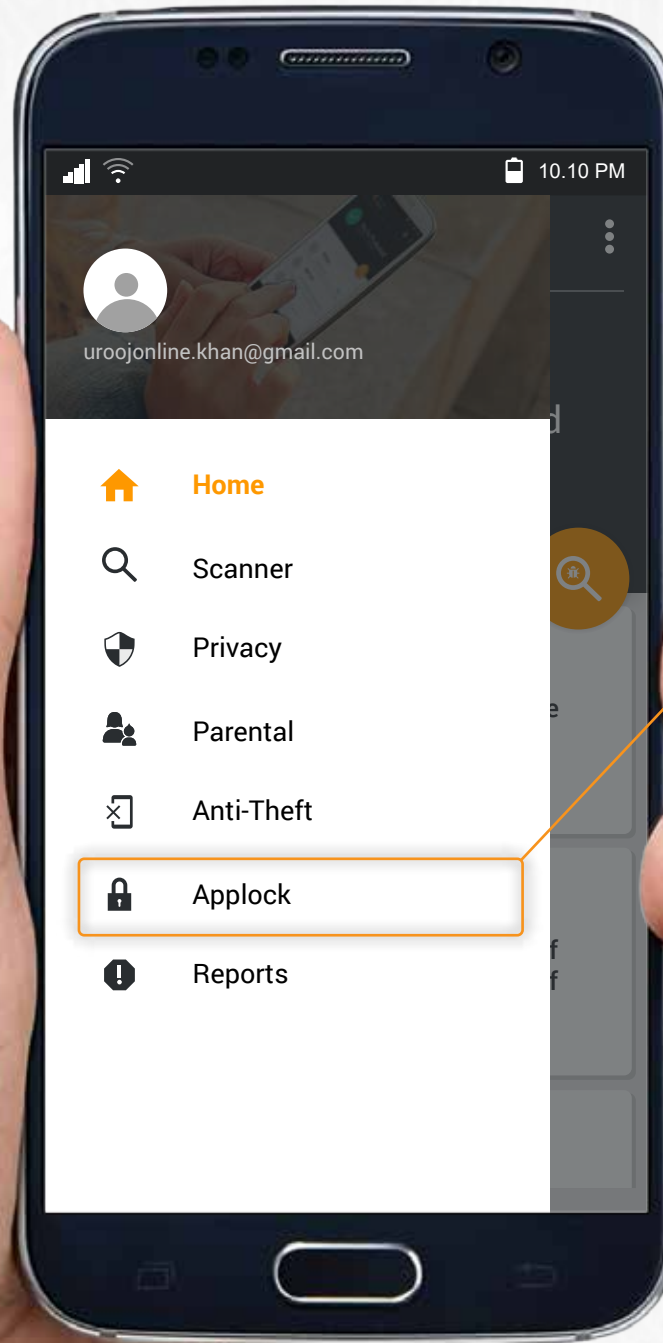 10.10 PM
uroojonline.khan@gmail.com
d
Home
Scanner
Privacy
e
Parental
Anti-Theft
Applock
f
Reports
f